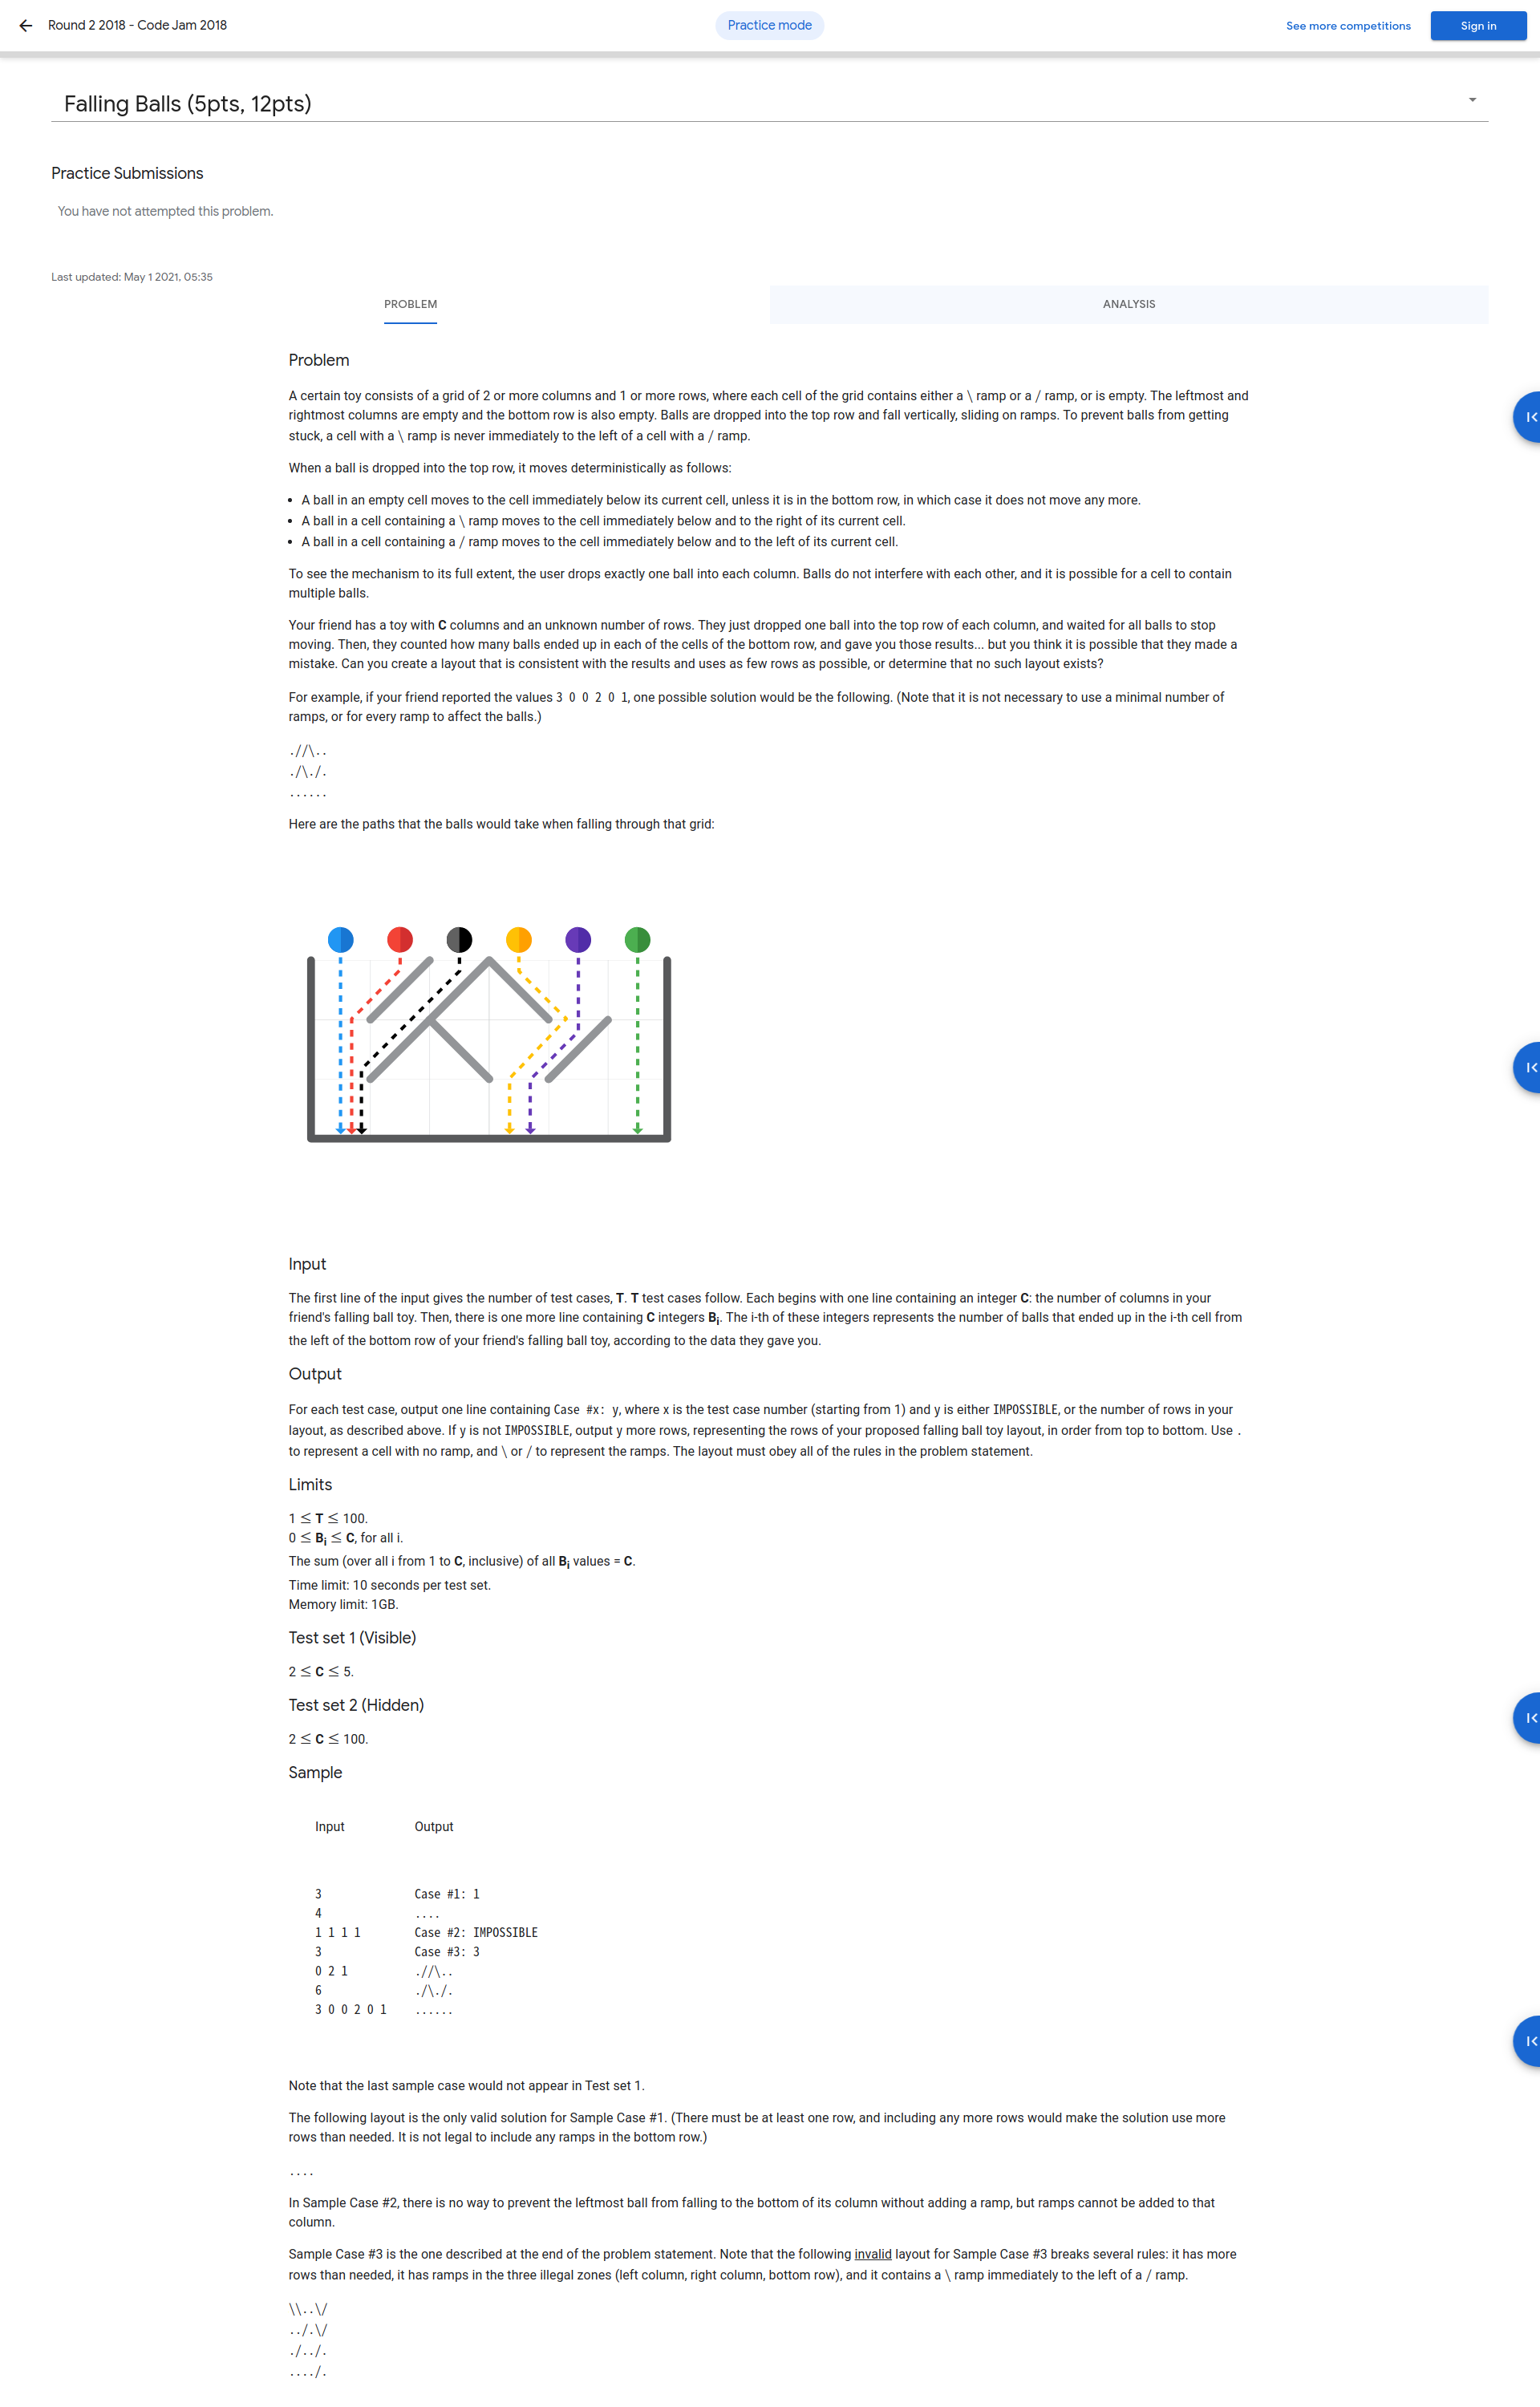 Round 2 2018 - Code Jam 2018
Practice mode
See more competitions
Sign in
Falling Balls (5pts, 12pts)
Practice Submissions
You have not attempted this problem.
Last updated: May 1 2021, 05:35
PROBLEM
ANALYSIS
Problem
A certain toy consists of a grid of 2 or more columns and 1 or more rows, where each cell of the grid contains either a \ ramp or a / ramp, or is empty. The leftmost and
rightmost columns are empty and the bottom row is also empty. Balls are dropped into the top row and fall vertically, sliding on ramps. To prevent balls from getting
stuck, a cell with a \ ramp is never immediately to the left of a cell with a / ramp.
When a ball is dropped into the top row, it moves deterministically as follows:
• A ball in an empty cell moves to the cell immediately below its current cell, unless it is in the bottom row, in which case it does not move any more.
• A ball in a cell containing a \ ramp moves to the cell immediately below and to the right of its current cell.
• A ball in a cell containing a / ramp moves to the cell immediately below and to the left of its current cell.
To see the mechanism to its full extent, the user drops exactly one ball into each column. Balls do not interfere with each other, and it is possible for a cell to contain
multiple balls.
Your friend has a toy with C columns and an unknown number of rows. They just dropped one ball into the top row of each column, and waited for all balls to stop
moving. Then, they counted how many balls ended up in each of the cells of the bottom row, and gave you those results... but you think it is possible that they made a
mistake. Can you create a layout that is consistent with the results and uses as few rows as possible, or determine that no such layout exists?
For example, if your friend reported the values 3 0 0 2 0 1, one possible solution would be the following. (Note that it is not necessary to use a minimal number of
ramps, or for every ramp to affect the balls.)
.//\..
./\./.
......
Here are the paths that the balls would take when falling through that grid:
Input
The first line of the input gives the number of test cases, T. T test cases follow. Each begins with one line containing an integer C: the number of columns in your
friend's falling ball toy. Then, there is one more line containing C integers Bi. The i-th of these integers represents the number of balls that ended up in the i-th cell from
the left of the bottom row of your friend's falling ball toy, according to the data they gave you.
Output
For each test case, output one line containing Case #x: y, where x is the test case number (starting from 1) and y is either IMPOSSIBLE, or the number of rows in your
layout, as described above. If y is not IMPOSSIBLE, output y more rows, representing the rows of your proposed falling ball toy layout, in order from top to bottom. Use .
to represent a cell with no ramp, and \ or / to represent the ramps. The layout must obey all of the rules in the problem statement.
Limits
1 ≤ T ≤ 100.
0 ≤ Bi ≤ C, for all i.
The sum (over all i from 1 to C, inclusive) of all Bi values = C.
Time limit: 10 seconds per test set.
Memory limit: 1GB.
Test set 1 (Visible)
2 ≤ C ≤ 5.
Test set 2 (Hidden)
2 ≤ C ≤ 100.
Sample
Input Output
3 Case #1: 1
4 ....
1 1 1 1 Case #2: IMPOSSIBLE
3 Case #3: 3
0 2 1 .//\..
6 ./\./.
3 0 0 2 0 1 ......
Note that the last sample case would not appear in Test set 1.
The following layout is the only valid solution for Sample Case #1. (There must be at least one row, and including any more rows would make the solution use more
rows than needed. It is not legal to include any ramps in the bottom row.)
....
In Sample Case #2, there is no way to prevent the leftmost ball from falling to the bottom of its column without adding a ramp, but ramps cannot be added to that
column.
Sample Case #3 is the one described at the end of the problem statement. Note that the following invalid layout for Sample Case #3 breaks several rules: it has more
rows than needed, it has ramps in the three illegal zones (left column, right column, bottom row), and it contains a \ ramp immediately to the left of a / ramp.
\\..\/
../.\/
./../.
..../.